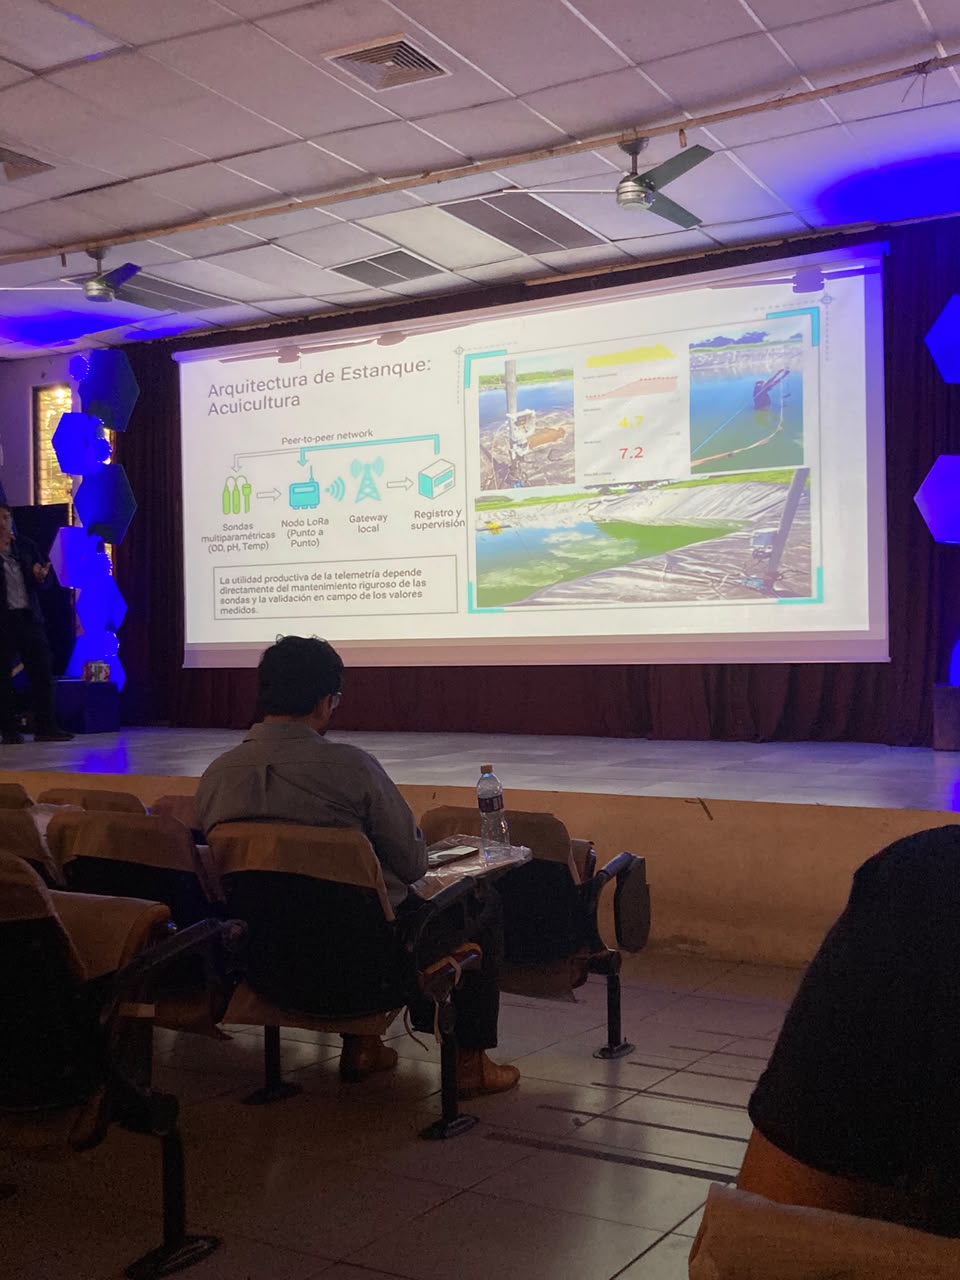 Arquitectura de Estanque:
Acuicultura
Peer-to-peer network
Sondas
multiparamétricas
(OD, pH, Temp)
Nodo LoRa
(Punto a
Punto)
Gateway
local
Registro y
supervisión
La utilidad productiva de la telemetría depende
directamente del mantenimiento riguroso de las
sondas y la validación en campo de los valores
medidos.
4.7
7.2